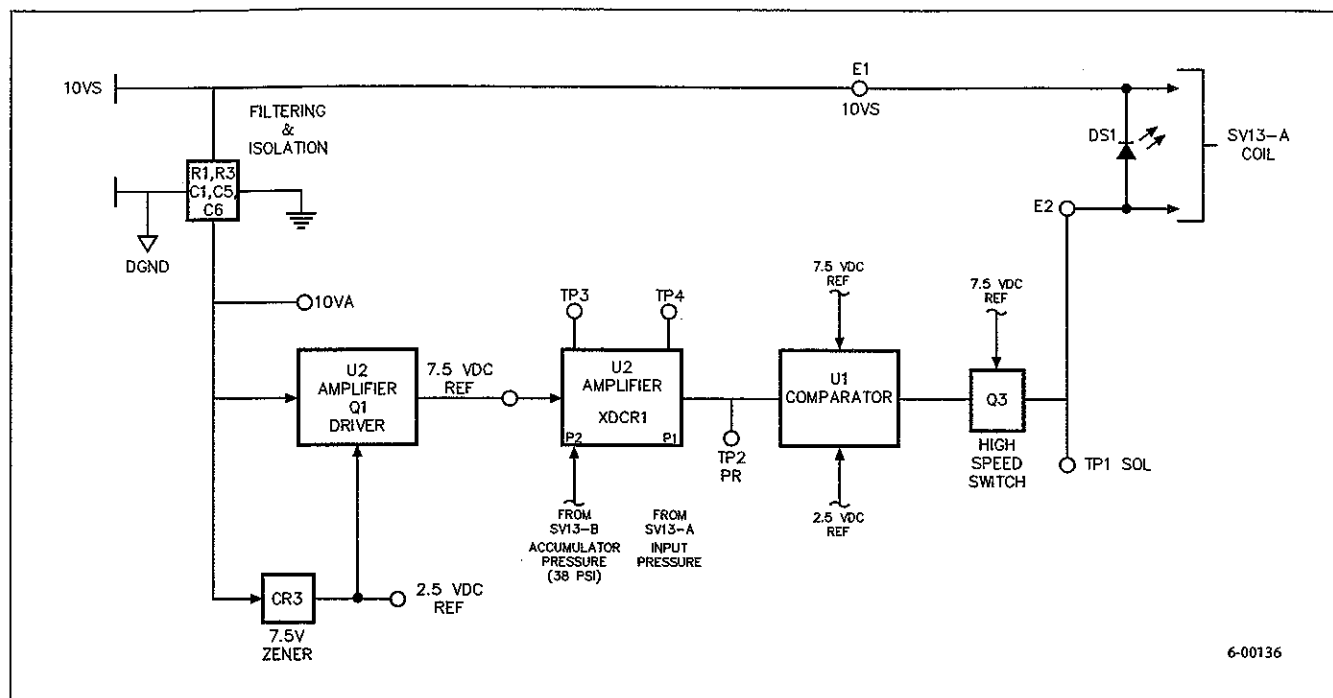 10VS
FILTERING
&
ISOLATION
E1
10VS
DS1
SV13-A
COIL
R1,R3
C1,C5,
C6
DGND
E2
10VA
TP3
TP4
7.5 VDC
REF
7.5 VDC
REF
U2
AMPLIFIER
Q1
DRIVER
7.5 VDC
REF
U2
AMPLIFIER
XDCR1
P2
P1
U1
COMPARATOR
Q3
TP2
PR
HIGH
SPEED
SWITCH
TP1 SOL
FROM
SV13-B
ACCUMULATOR
PRESSURE
(38 PSI)
FROM
SV13-A
INPUT
PRESSURE
2.5 VDC
REF
CR3
2.5 VDC
REF
7.5V
ZENER
6-00136